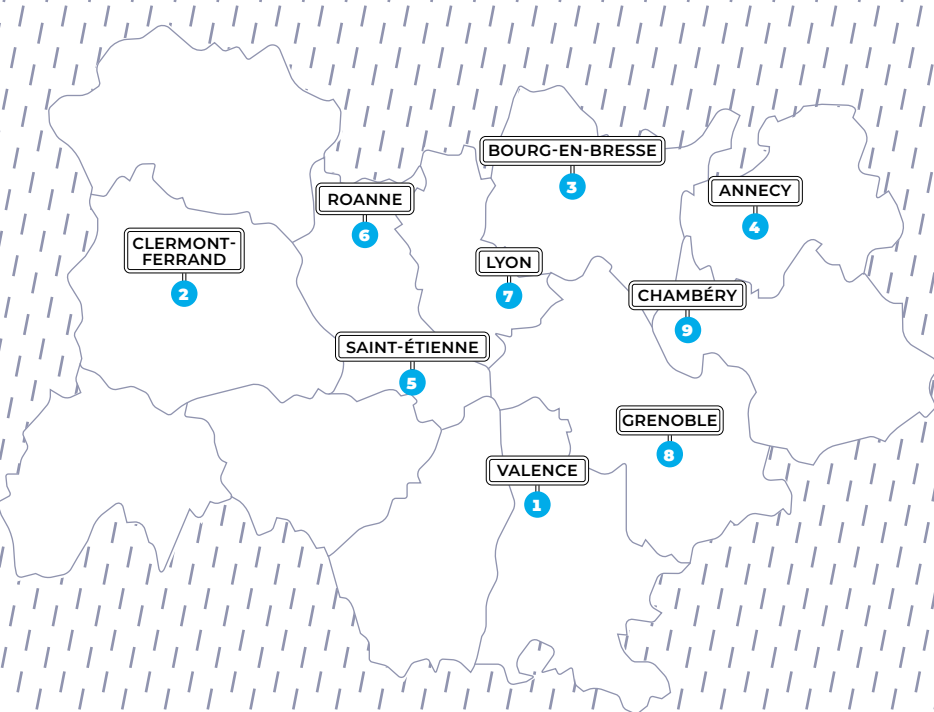 BOURG-EN-BRESSE
3
ANNECY
4
ROANNE
6
CLERMONT-
FERRAND
2
LYON
7
CHAMBÉRY
9
SAINT-ÉTIENNE
5
GRENOBLE
8
VALENCE
1